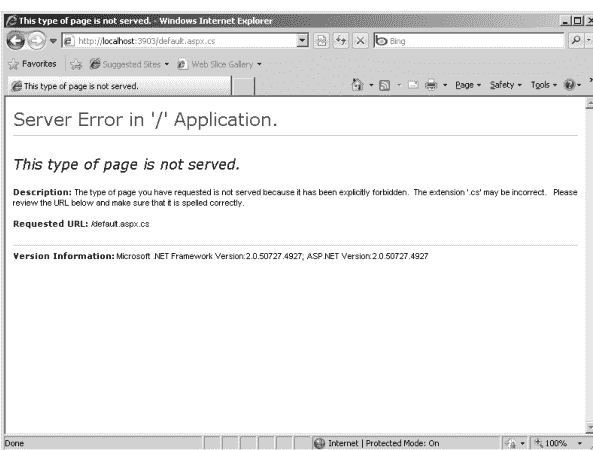 This type of page is not served. - Windows Internet Explorer
http://localhost:3903/default.aspx.cs
Bing
Favorites Suggested Sites Web Slice Gallery
This type of page is not served. Page Safety Tools
Server Error in '/' Application.
This type of page is not served.
Description: The type of page you have requested is not served because it has been explicitly forbidden. The extension '.cs' may be incorrect. Please
review the URL below and make sure that it is spelled correctly.
Requested URL: /default.aspx.cs
Version Information: Microsoft .NET Framework Version:2.0.50727.4927; ASP.NET Version:2.0.50727.4927
Done Internet | Protected Mode: On 100%